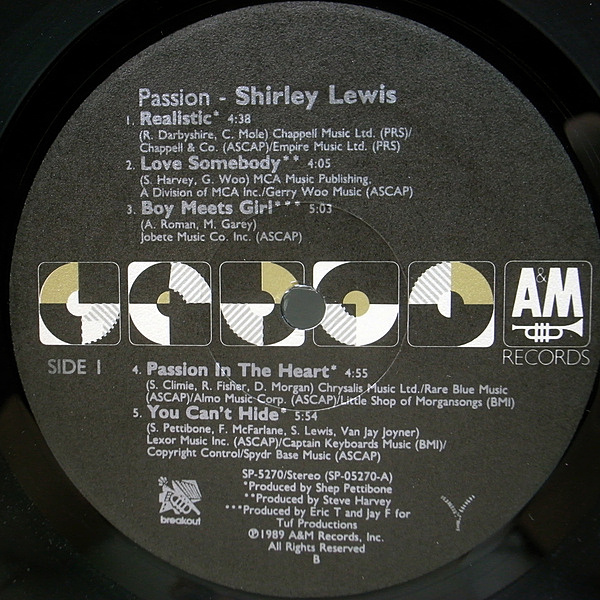 Passion - Shirley Lewis
1. Realistic* 4:38
(R. Darbyshire, C. Mole) Chappell Music Ltd. (PRS)/
Chappell & Co. (ASCAP)/Empire Music Ltd. (PRS)
2. Love Somebody** 4:05
(S. Harvey, G. Woo) MCA Music Publishing.
A Division of MCA Inc./Gerry Woo Music (ASCAP)
3. Boy Meets Girl*** 5:03
(A. Roman, M. Garey)
Jobete Music Co. Inc. (ASCAP)
A&M
RECORDS
SIDE 1
4. Passion In The Heart* 4:55
(S. Climie, R. Fisher, D. Morgan) Chrysalis Music Ltd./Rare Blue Music
(ASCAP)/Almo Music Corp. (ASCAP)/Little Shop of Morgansongs (BMI)
5. You Can't Hide* 5:54
(S. Pettibone, F. McFarlane, S. Lewis, Van Jay Joyner)
Lexor Music Inc. (ASCAP)/Captain Keyboards Music (BMI)/
Copyright Control/Spydr Base Music (ASCAP)
SP-5270/Stereo (SP-05270-A)
*Produced by Shep Pettibone
**Produced by Steve Harvey
***Produced by Eric T and Jay F for
Tuf Productions
℗©1989 A&M Records, Inc.
All Rights Reserved
B
breakout